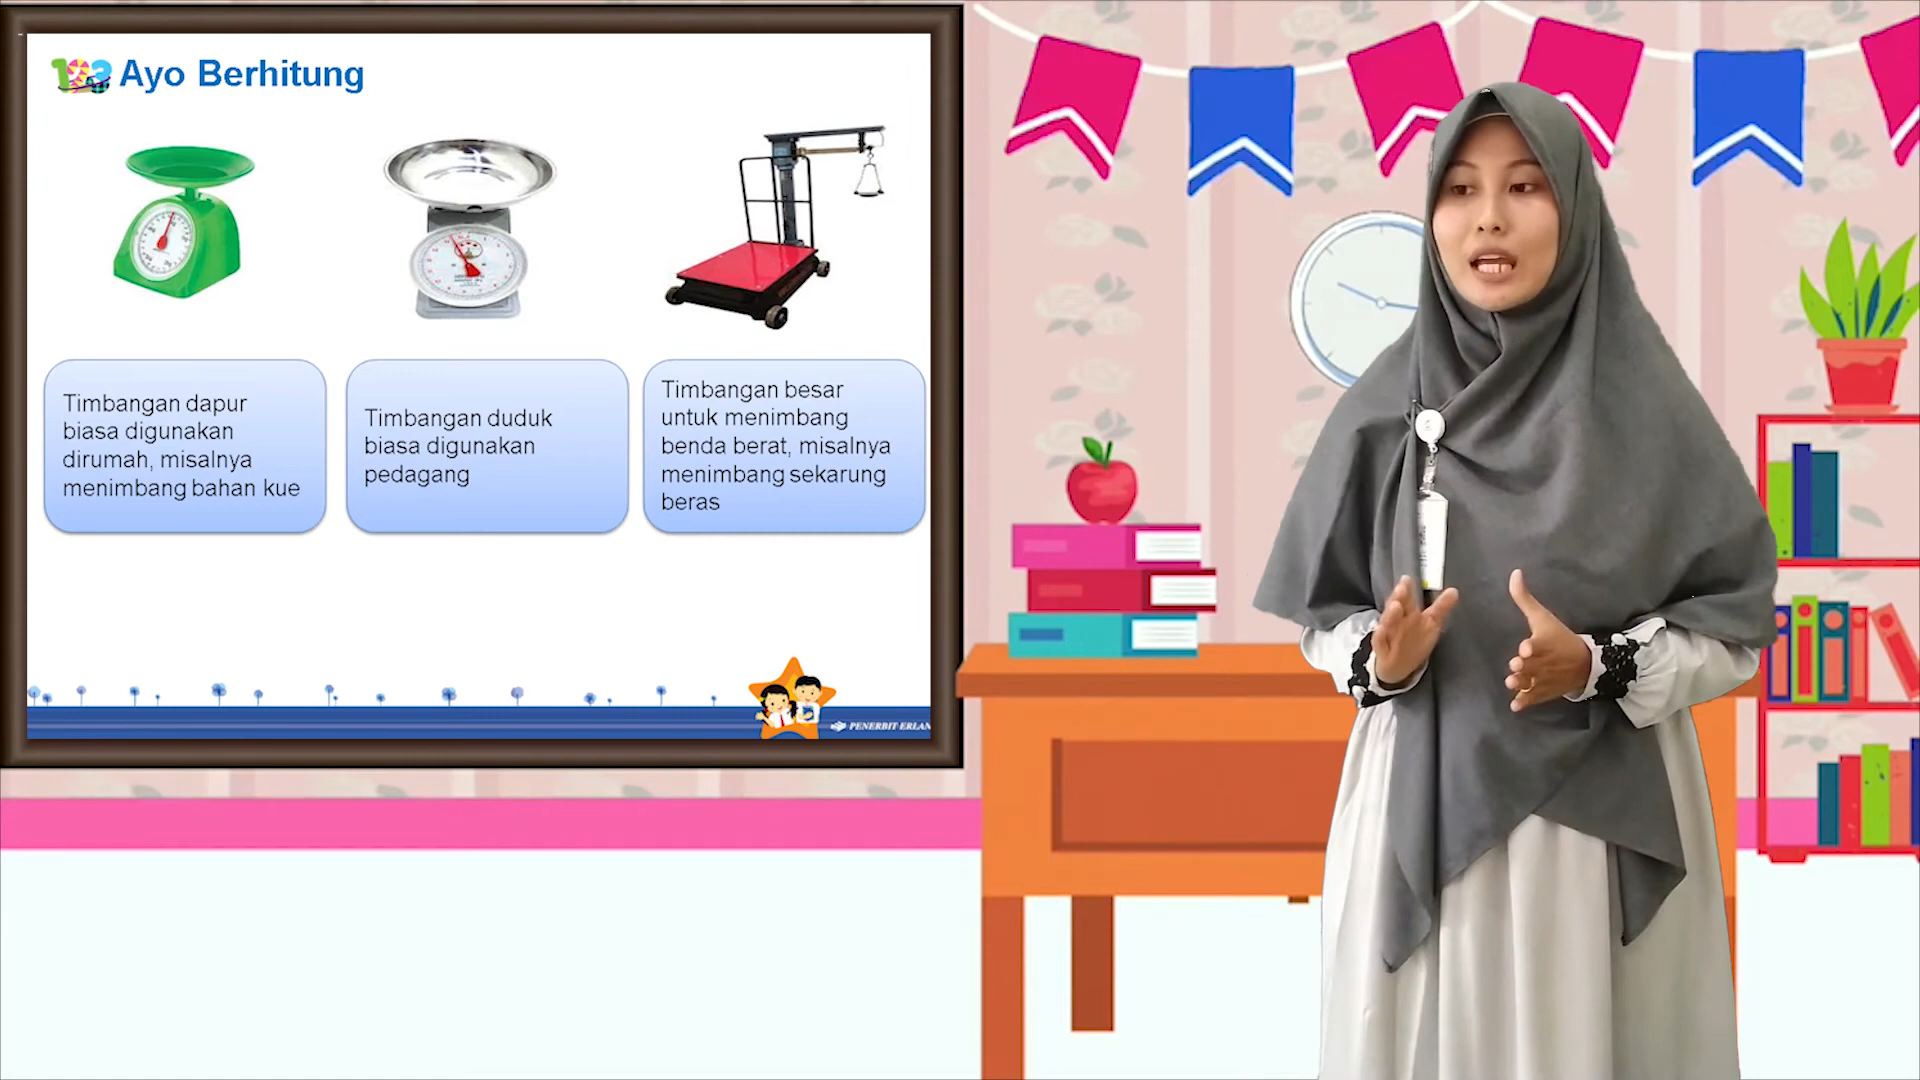 123 Ayo Berhitung
Timbangan dapur
biasa digunakan
dirumah, misalnya
menimbang bahan kue
Timbangan duduk
biasa digunakan
pedagang
Timbangan besar
untuk menimbang
benda berat, misalnya
menimbang sekarung
beras
PENERBIT ERLAN